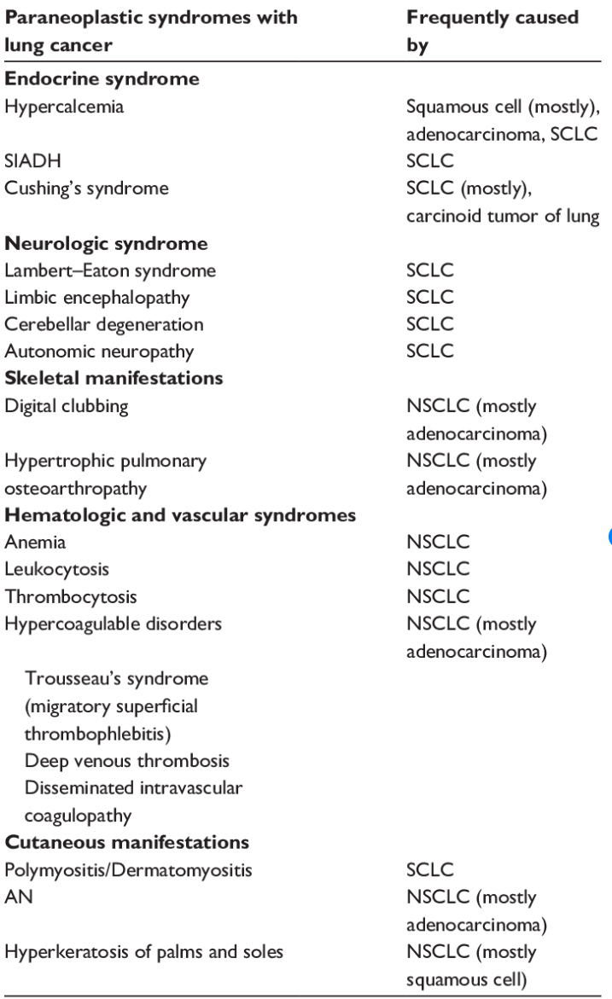 Paraneoplastic syndromes with Frequently caused
lung cancer by
Endocrine syndrome
Hypercalcemia Squamous cell (mostly),
adenocarcinoma, SCLC
SIADH SCLC
Cushing’s syndrome SCLC (mostly),
carcinoid tumor of lung
Neurologic syndrome
Lambert–Eaton syndrome SCLC
Limbic encephalopathy SCLC
Cerebellar degeneration SCLC
Autonomic neuropathy SCLC
Skeletal manifestations
Digital clubbing NSCLC (mostly
adenocarcinoma)
Hypertrophic pulmonary NSCLC (mostly
osteoarthropathy adenocarcinoma)
Hematologic and vascular syndromes
Anemia NSCLC
Leukocytosis NSCLC
Thrombocytosis NSCLC
Hypercoagulable disorders NSCLC (mostly
adenocarcinoma)
Trousseau’s syndrome
(migratory superficial
thrombophlebitis)
Deep venous thrombosis
Disseminated intravascular
coagulopathy
Cutaneous manifestations
Polymyositis/Dermatomyositis SCLC
AN NSCLC (mostly
adenocarcinoma)
Hyperkeratosis of palms and soles NSCLC (mostly
squamous cell)